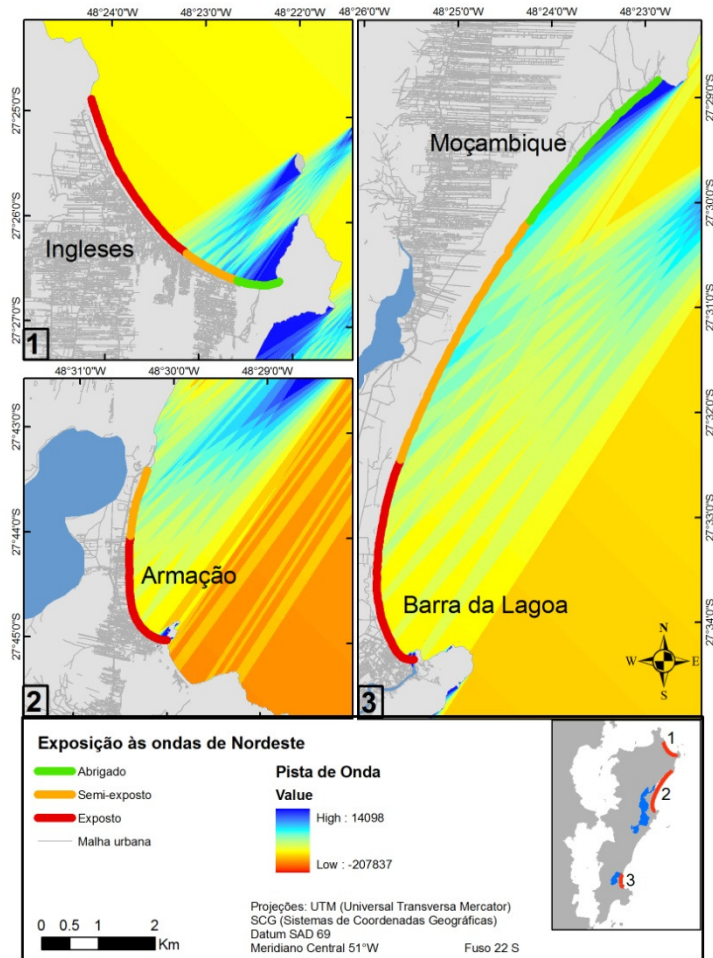 48°24'0"W
48°23'0"W
48°22'0"W
27°25'0"S
27°26'0"S
27°27'0"S
Ingleses
1
48°31'0"W
48°30'0"W
48°29'0"W
27°43'0"S
27°44'0"S
27°45'0"S
Armação
2
48°26'0"W
48°25'0"W
48°24'0"W
48°23'0"W
27°29'0"S
27°30'0"S
27°31'0"S
27°32'0"S
27°33'0"S
27°34'0"S
Moçambique
Barra da Lagoa
N
W
E
S
3
Exposição às ondas de Nordeste
Abrigado
Semi-exposto
Exposto
Malha urbana
Pista de Onda
Value
High : 14098
Low : -207837
0 0.5 1 2
Km
Projeções: UTM (Universal Transversa Mercator)
SCG (Sistemas de Coordenadas Geográficas)
Datum SAD 69
Meridiano Central 51°W Fuso 22 S
1
2
3